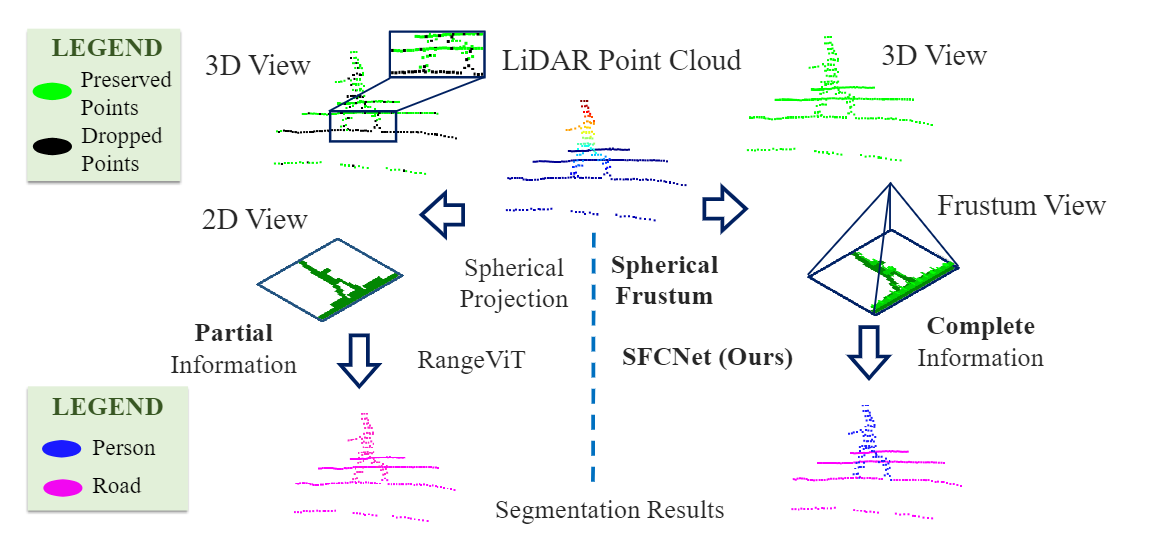 LEGEND
Preserved
Points
Dropped
Points
3D View
LiDAR Point Cloud
3D View
2D View
Frustum View
Spherical
Projection
Spherical
Frustum
Partial
Information
RangeViT
SFCNet (Ours)
Complete
Information
LEGEND
Person
Road
Segmentation Results